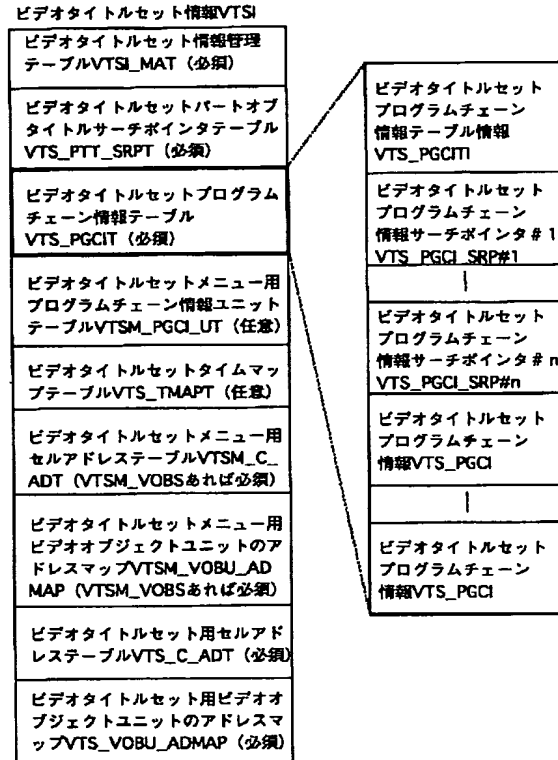 ビデオタイトルセット情報VTSI
ビデオタイトルセット情報管理
テーブルVTSI_MAT（必須）
ビデオタイトルセットパートオブ
タイトルサーチポインタテーブル
VTS_PTT_SRPT（必須）
ビデオタイトルセットプログラム
チェーン情報テーブル
VTS_PGCIT（必須）
ビデオタイトルセットメニュー用
プログラムチェーン情報ユニット
テーブルVTSM_PGCI_UT（任意）
ビデオタイトルセットタイムマッ
プテーブルVTS_TMAPT（任意）
ビデオタイトルセットメニュー用
セルアドレステーブルVTSM_C_
ADT（VTSM_VOBSあれば必須）
ビデオタイトルセットメニュー用
ビデオオブジェクトユニットのア
ドレスマップVTSM_VOBU_AD
MAP（VTSM_VOBSあれば必須）
ビデオタイトルセット用セルアド
レステーブルVTS_C_ADT（必須）
ビデオタイトルセット用ビデオオ
ブジェクトユニットのアドレスマ
ップVTS_VOBU_ADMAP（必須）
ビデオタイトルセット
プログラムチェーン
情報テーブル情報
VTS_PGCITI
ビデオタイトルセット
プログラムチェーン
情報サーチポインタ＃1
VTS_PGCI_SRP#1
ビデオタイトルセット
プログラムチェーン
情報サーチポインタ＃n
VTS_PGCI_SRP#n
ビデオタイトルセット
プログラムチェーン
情報VTS_PGCI
ビデオタイトルセット
プログラムチェーン
情報VTS_PGCI